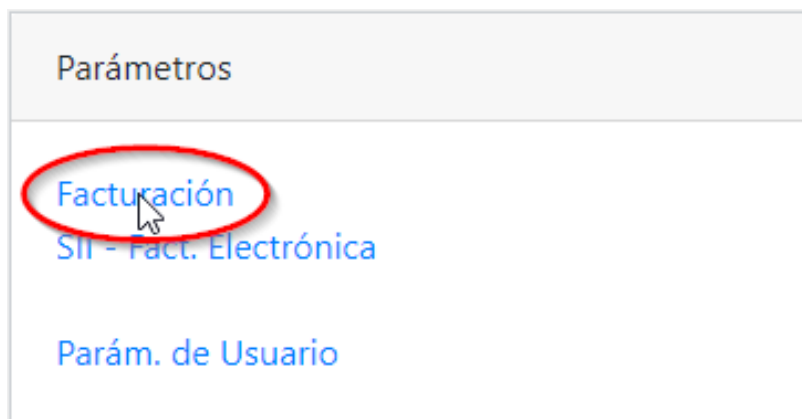 Parámetros
Facturación
SII - Fact. Electrónica
Parám. de Usuario